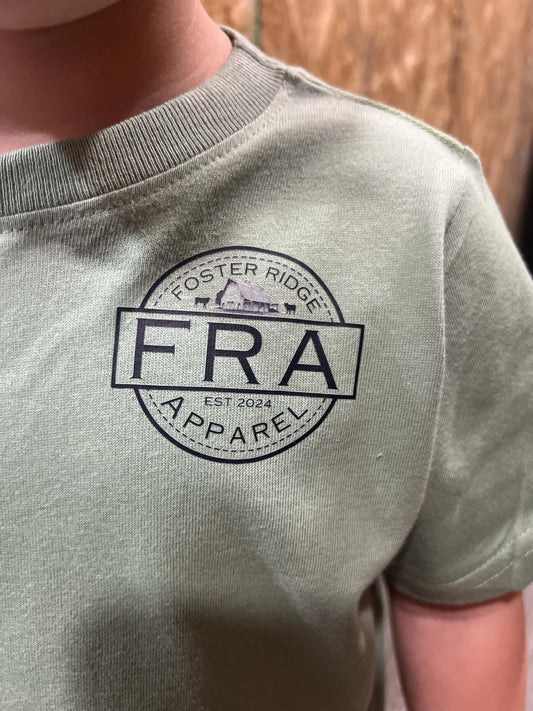 FOSTER RIDGE
FRA
EST 2024
APPAREL